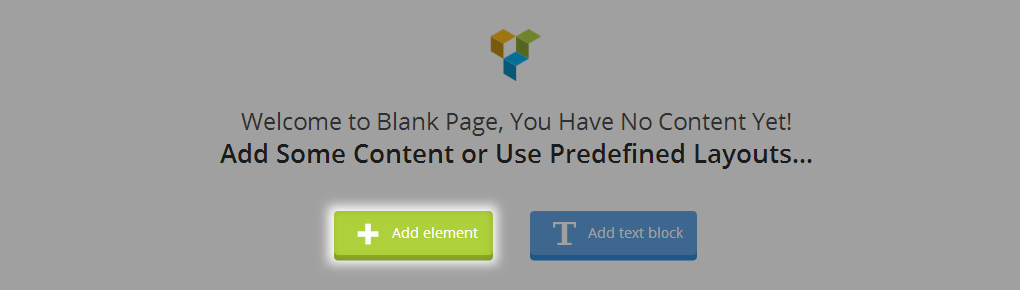 Welcome to Blank Page, You Have No Content Yet!
Add Some Content or Use Predefined Layouts...
Add element
T Add text block